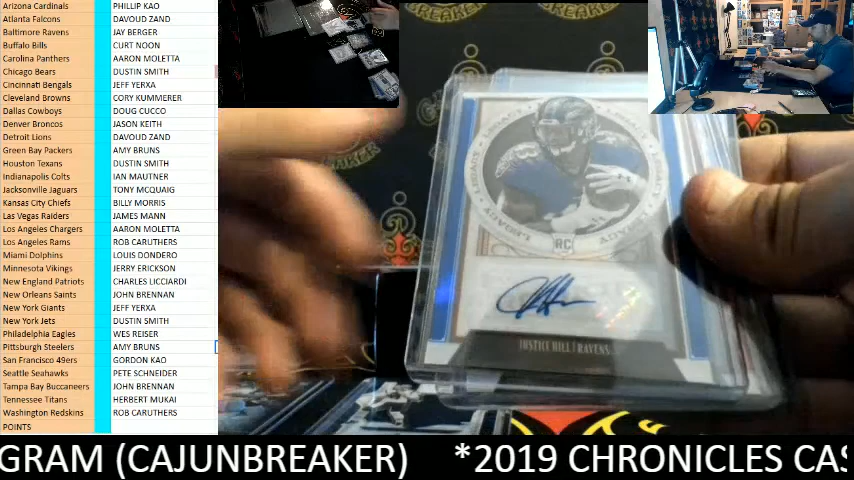 Arizona Cardinals PHILLIP KAO
Atlanta Falcons DAVOUD ZAND
Baltimore Ravens JAY BERGER
Buffalo Bills CURT NOON
Carolina Panthers AARON MOLETTA
Chicago Bears DUSTIN SMITH
Cincinnati Bengals JEFF YERXA
Cleveland Browns CORY KUMMERER
Dallas Cowboys DOUG CUCCO
Denver Broncos JASON KEITH
Detroit Lions DAVOUD ZAND
Green Bay Packers AMY BRUNS
Houston Texans DUSTIN SMITH
Indianapolis Colts IAN MAUTNER
Jacksonville Jaguars TONY MCQUAIG
Kansas City Chiefs BILLY MORRIS
Las Vegas Raiders JAMES MANN
Los Angeles Chargers AARON MOLETTA
Los Angeles Rams ROB CARUTHERS
Miami Dolphins LOUIS DONDERO
Minnesota Vikings JERRY ERICKSON
New England Patriots CHARLES LICCIARDI
New Orleans Saints JOHN BRENNAN
New York Giants JEFF YERXA
New York Jets DUSTIN SMITH
Philadelphia Eagles WES REISER
Pittsburgh Steelers AMY BRUNS
San Francisco 49ers GORDON KAO
Seattle Seahawks PETE SCHNEIDER
Tampa Bay Buccaneers JOHN BRENNAN
Tennessee Titans HERBERT MUKAI
Washington Redskins ROB CARUTHERS
POINTS
RC
JUSTICE HILL | RAVENS
GRAM (CAJUNBREAKER) *2019 CHRONICLES CAS